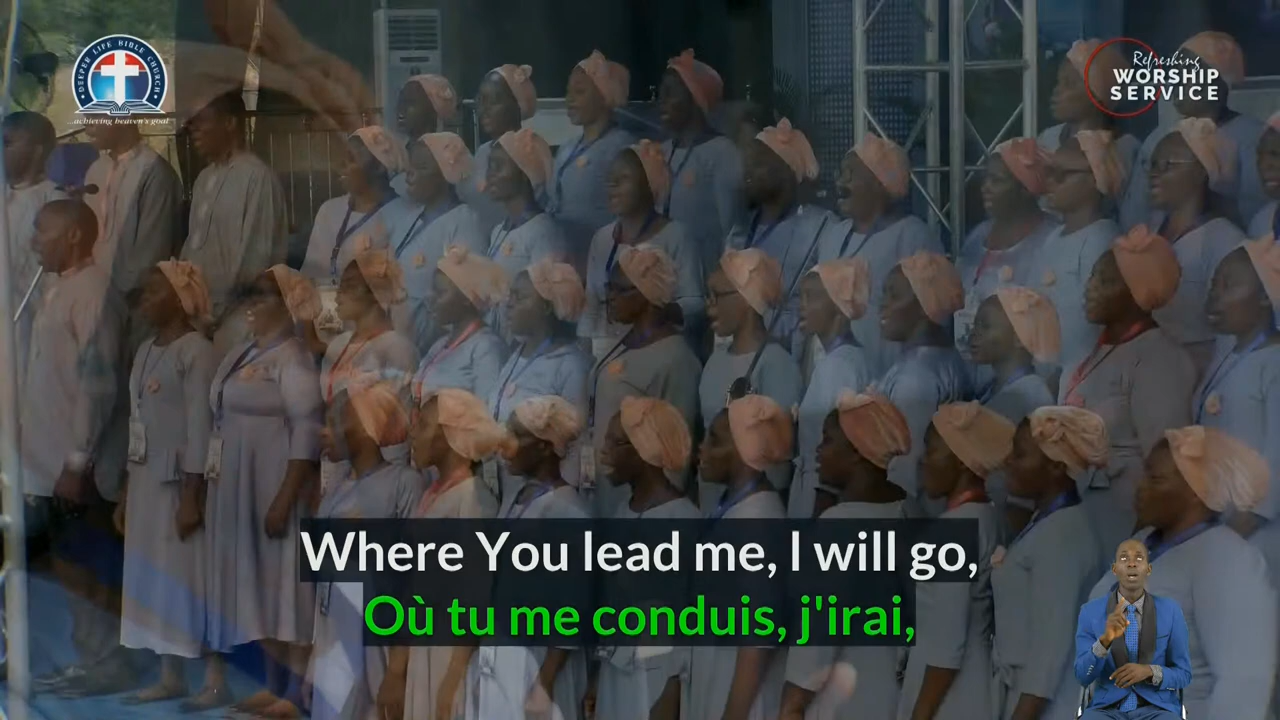 DEEPER LIFE BIBLE CHURCH
...achieving heaven's goal
Refreshing
WORSHIP
SERVICE
Where You lead me, I will go,
Où tu me conduis, j'irai,